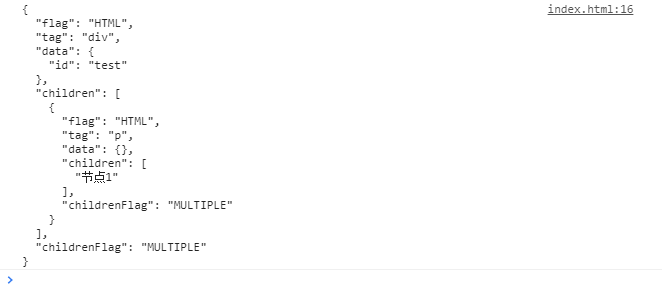 { index.html:16
  "flag": "HTML",
  "tag": "div",
  "data": {
    "id": "test"
  },
  "children": [
    {
      "flag": "HTML",
      "tag": "p",
      "data": {},
      "children": [
        "节点1"
      ],
      "childrenFlag": "MULTIPLE"
    }
  ],
  "childrenFlag": "MULTIPLE"
}
>